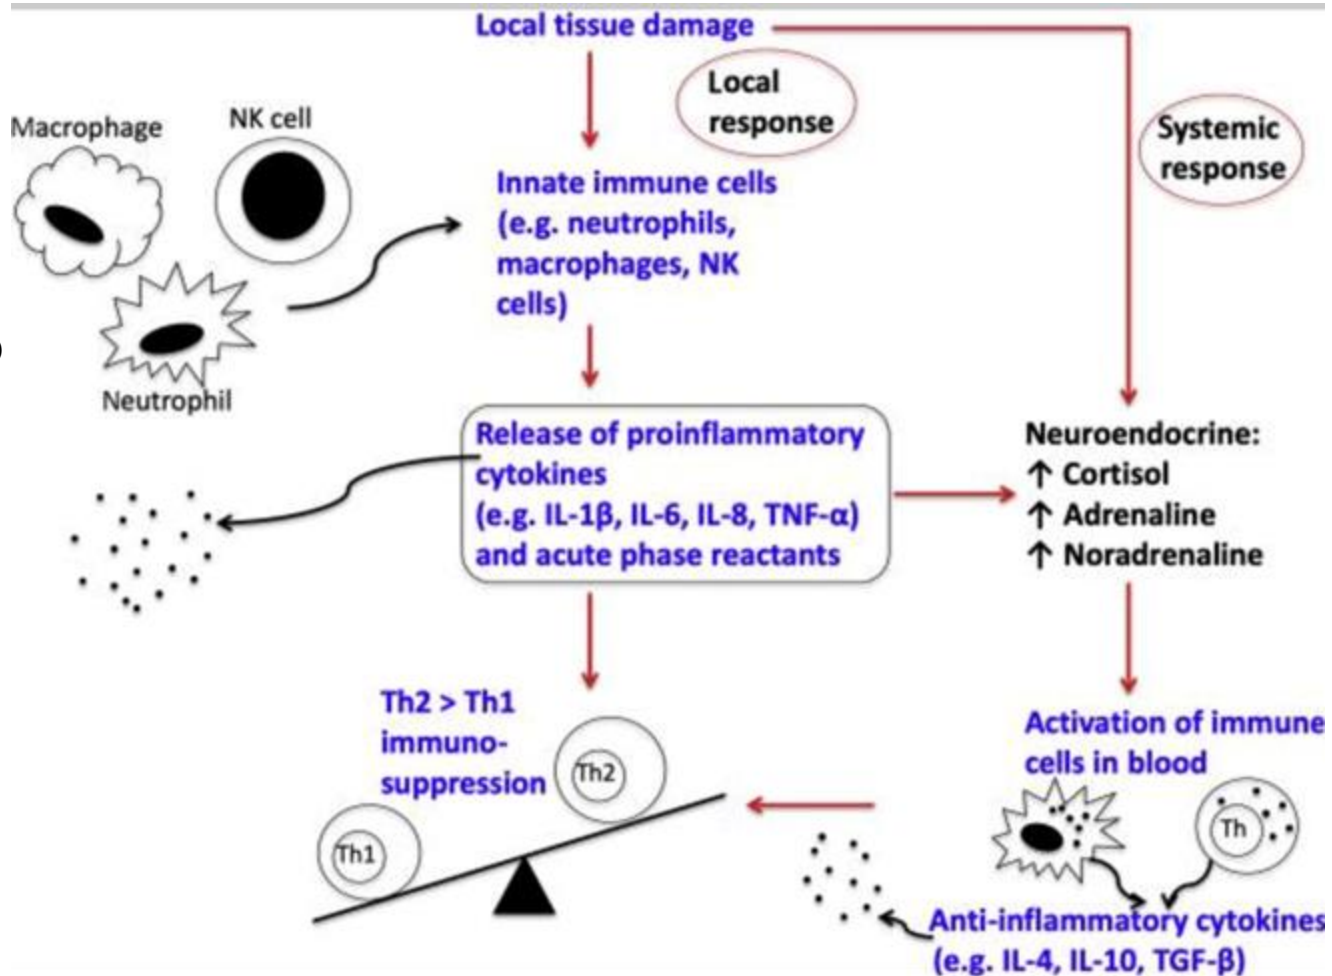 Local tissue damage
Local
response
Systemic
response
Macrophage
NK cell
Neutrophil
Innate immune cells
(e.g. neutrophils,
macrophages, NK
cells)
Release of proinflammatory
cytokines
(e.g. IL-1β, IL-6, IL-8, TNF-α)
and acute phase reactants
Neuroendocrine:
↑ Cortisol
↑ Adrenaline
↑ Noradrenaline
Th2 > Th1
immuno-
suppression
Th2
Th1
Activation of immune
cells in blood
Th
Anti-inflammatory cytokines
(e.g. IL-4, IL-10, TGF-β)